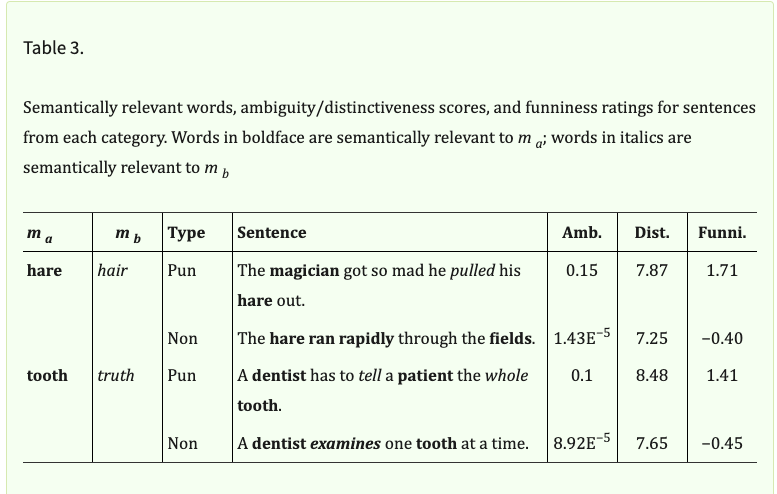 Table 3.
Semantically relevant words, ambiguity/distinctiveness scores, and funniness ratings for sentences
from each category. Words in boldface are semantically relevant to m a; words in italics are
semantically relevant to m b
m a m b Type Sentence Amb. Dist. Funni.
hare hair Pun The magician got so mad he pulled his 0.15 7.87 1.71
hare out.
Non The hare ran rapidly through the fields. 1.43E−5 7.25 −0.40
tooth truth Pun A dentist has to tell a patient the whole 0.1 8.48 1.41
tooth.
Non A dentist examines one tooth at a time. 8.92E−5 7.65 −0.45